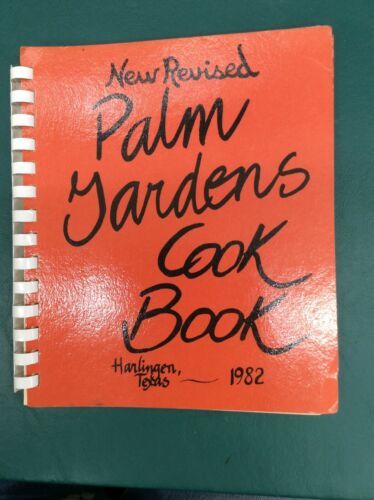 New Revised
Palm
Gardens
Cook
Book
Harlingen,
Texas — 1982